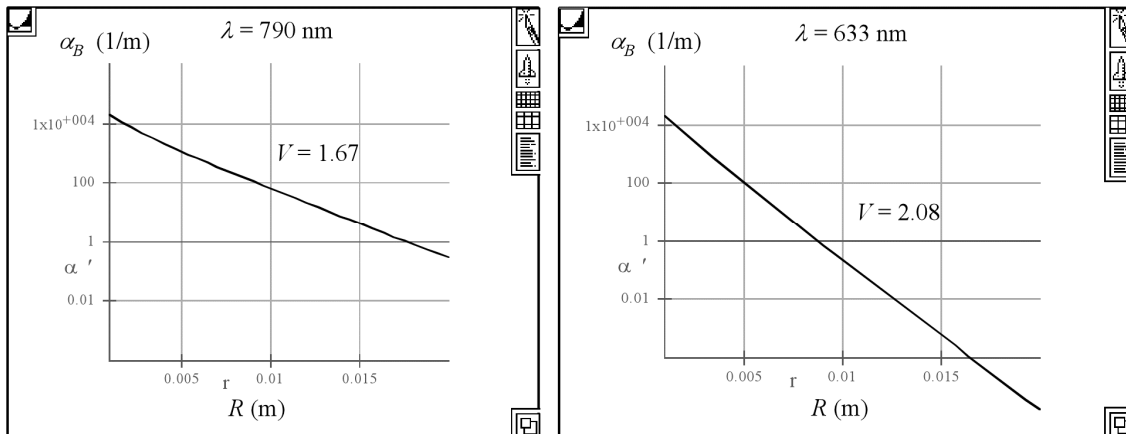 λ = 790 nm
α_B (1/m)
1x10⁺⁰⁰⁴
V = 1.67
100
1
α '
0.01
0.005
0.01
0.015
r
R (m)
λ = 633 nm
α_B (1/m)
1x10⁺⁰⁰⁴
100
V = 2.08
1
α '
0.01
0.005
0.01
0.015
r
R (m)